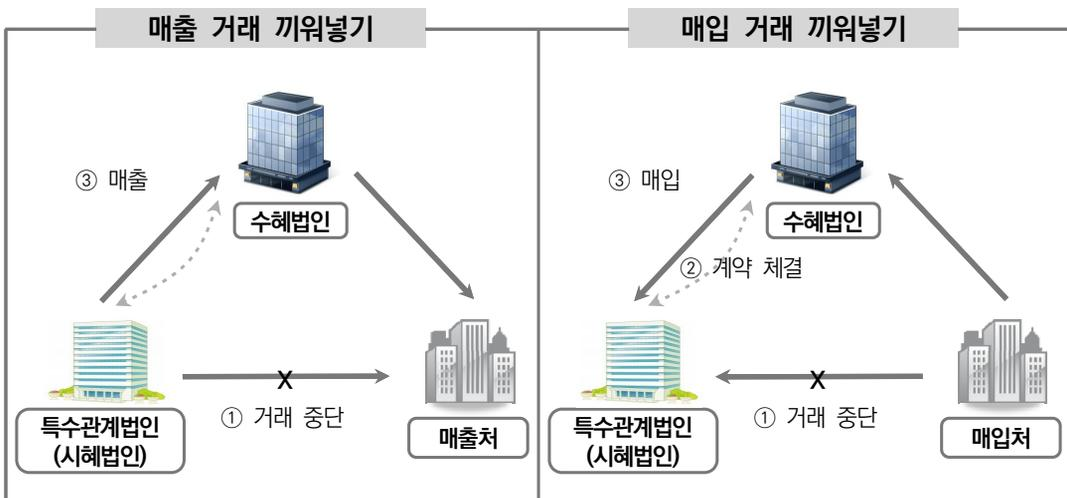 매출 거래 끼워넣기
③ 매출
수혜법인
특수관계법인
(시혜법인)
X
① 거래 중단
매출처
매입 거래 끼워넣기
③ 매입
수혜법인
② 계약 체결
특수관계법인
(시혜법인)
X
① 거래 중단
매입처